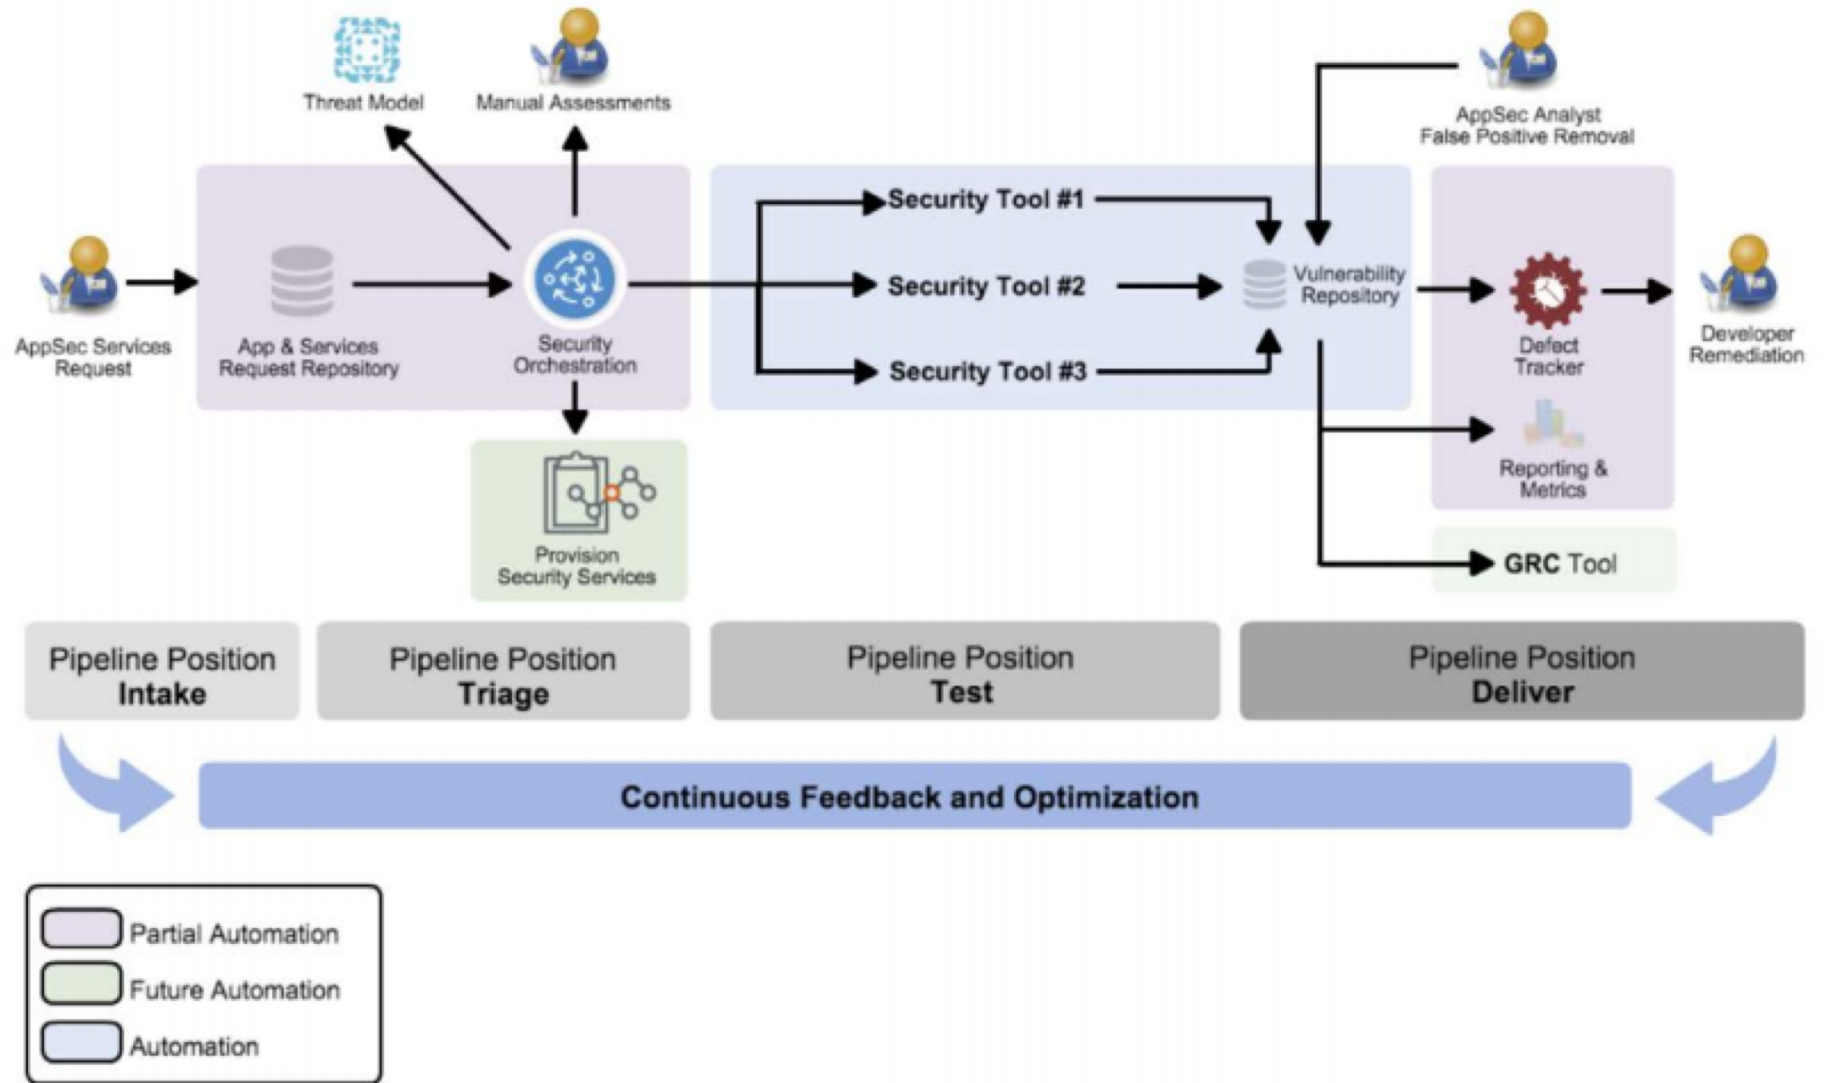 Threat Model
Manual Assessments
AppSec Analyst
False Positive Removal
AppSec Services
Request
App & Services
Request Repository
Security
Orchestration
Security Tool #1
Security Tool #2
Security Tool #3
Vulnerability
Repository
Defect
Tracker
Developer
Remediation
Reporting &
Metrics
Provision
Security Services
GRC Tool
Pipeline Position
Intake
Pipeline Position
Triage
Pipeline Position
Test
Pipeline Position
Deliver
Continuous Feedback and Optimization
Partial Automation
Future Automation
Automation